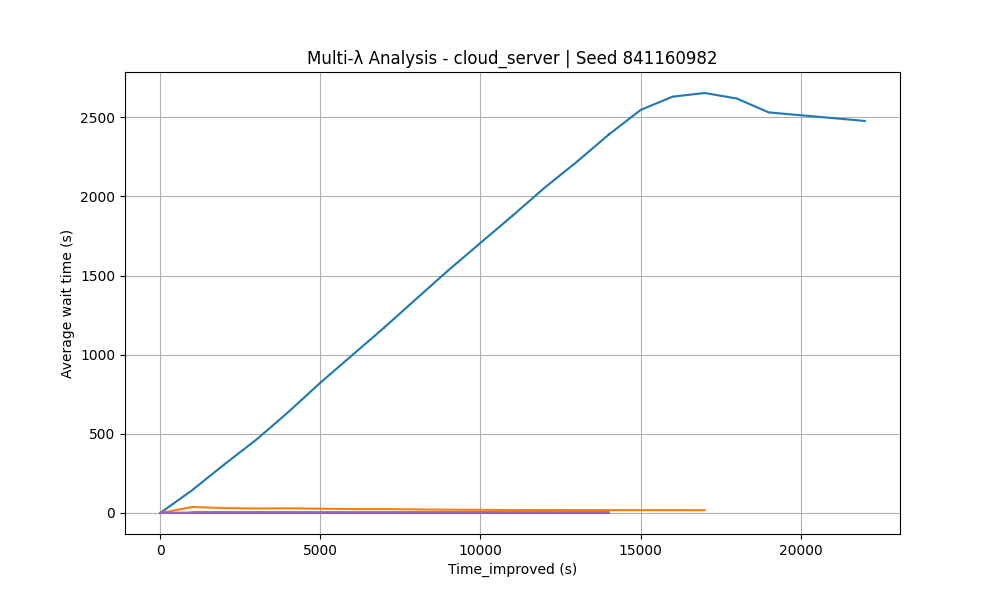 Multi-λ Analysis - cloud_server | Seed 841160982
2500
2000
1500
1000
500
0
Average wait time (s)
0 5000 10000 15000 20000
Time_improved (s)